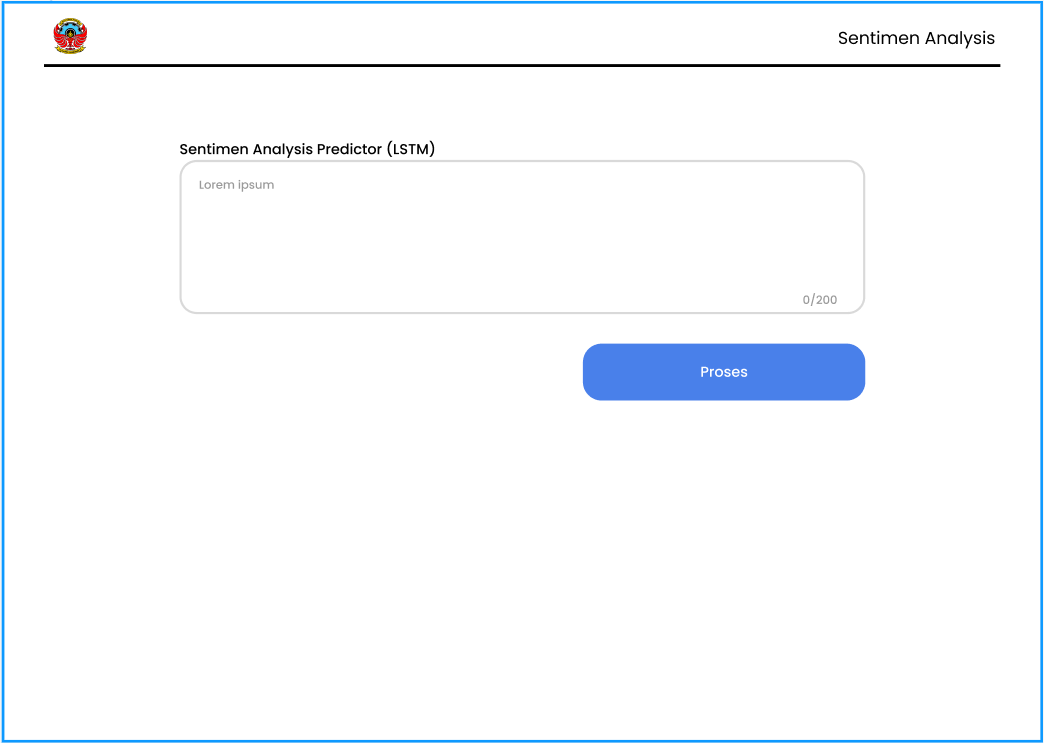 Sentimen Analysis
Sentimen Analysis Predictor (LSTM)
Lorem ipsum
0/200
Proses